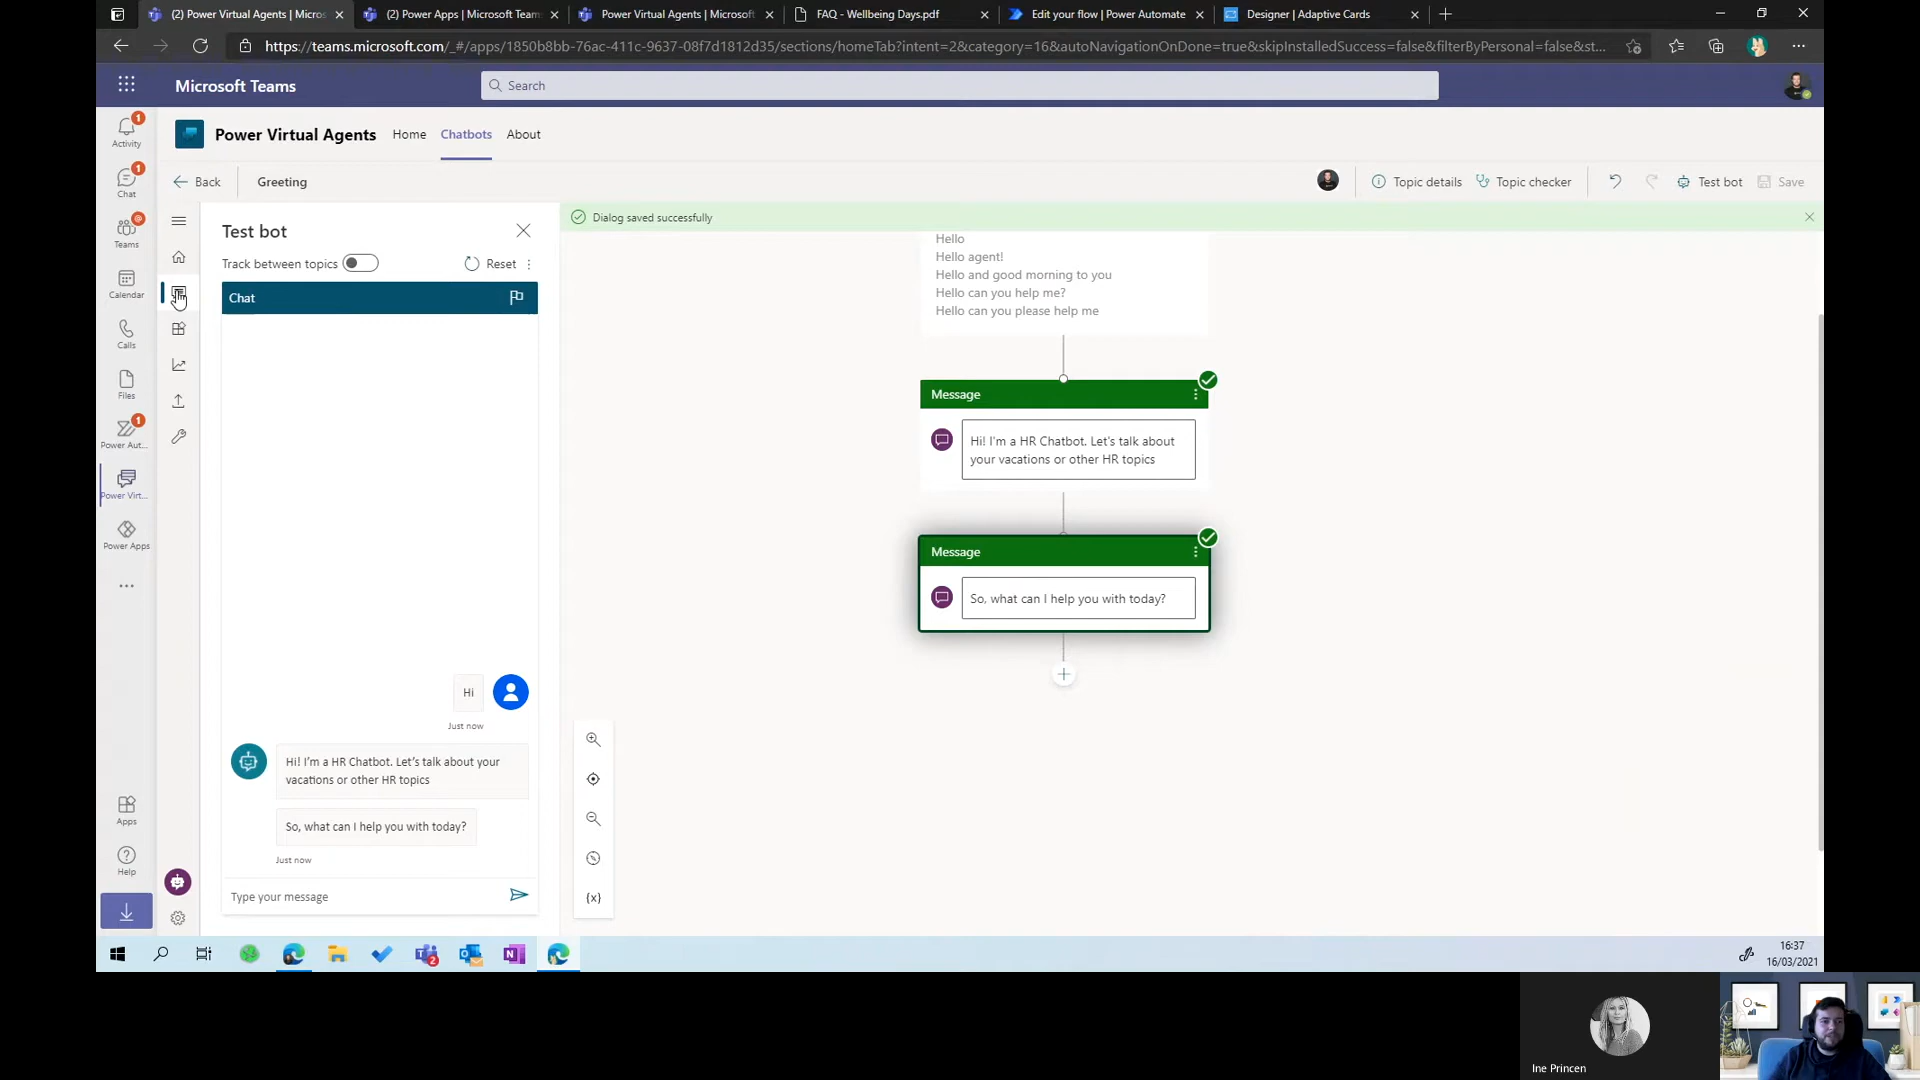 (2) Power Virtual Agents | Micros
(2) Power Apps | Microsoft Team
Power Virtual Agents | Microsoft
FAQ - Wellbeing Days.pdf
Edit your flow | Power Automate
Designer | Adaptive Cards
https://teams.microsoft.com/_#/apps/1850b8bb-76ac-411c-9637-08f7d1812d35/sections/homeTab?intent=2&category=16&autoNavigationOnDone=true&skipInstalledSuccess=false&filterByPersonal=false&st...
Microsoft Teams
Search
Activity
1
Chat
1
Teams
Calendar
Calls
Files
Power Aut...
1
Power Virt...
Power Apps
Apps
Help
Power Virtual Agents
Home
Chatbots
About
Back
Greeting
Topic details
Topic checker
Test bot
Save
Test bot
Track between topics
Reset
Chat
Hi
Just now
Hi! I'm a HR Chatbot. Let's talk about your
vacations or other HR topics
So, what can I help you with today?
Just now
Type your message
Dialog saved successfully
Hello
Hello agent!
Hello and good morning to you
Hello can you help me?
Hello can you please help me
Message
Hi! I'm a HR Chatbot. Let's talk about
your vacations or other HR topics
Message
So, what can I help you with today?
{x}
2
16:37
16/03/2021
Ine Princen